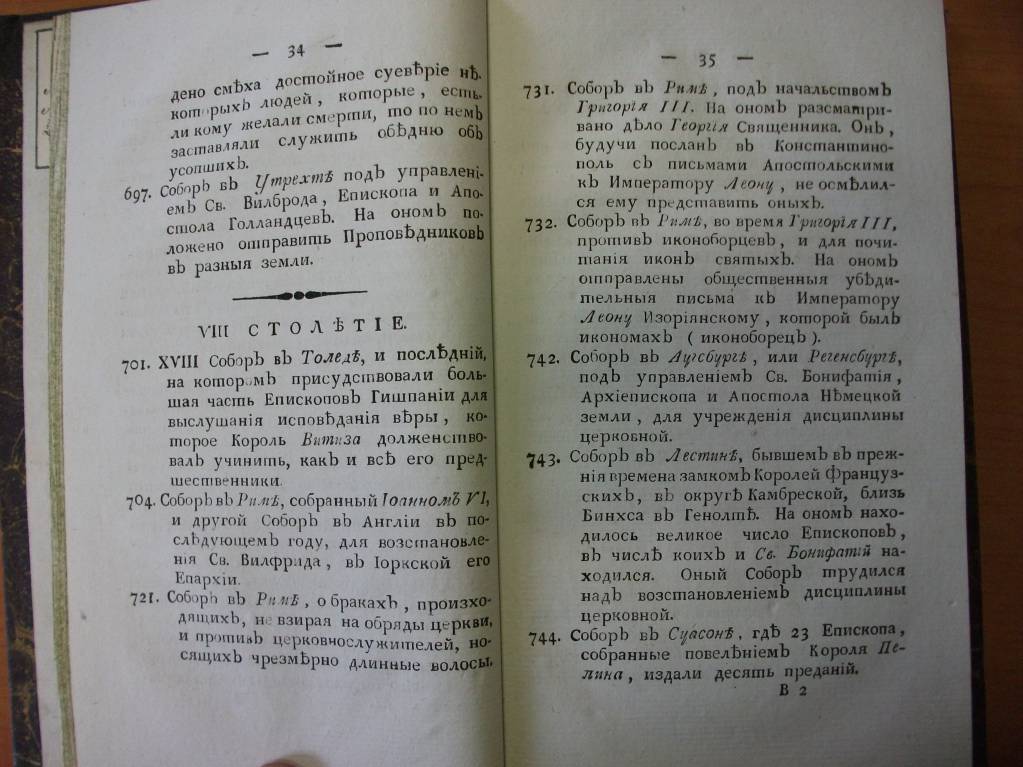 — 34 —
дено смѣха достойное суевѣріе нѣ-
которыхъ людей, которые, есть-
ли кому желали смерти, то по немъ
заставляли служить обѣдню объ
усопшихъ.
697. Соборъ въ Утрехтѣ подъ управлені-
емъ Св. Вилброда, Епископа и Апо-
стола Голландцевъ. На ономъ по-
ложено отправить Проповѣдниковъ
въ разныя земли.
VIII СТОЛѢТІЕ.
701. XVIII Соборъ въ Толедѣ, и послѣдній,
на которомъ присудствовали боль-
шая часть Епископовъ Гишпаніи для
выслушанія исповѣданія вѣры, ко-
торое Король Витиза долженство-
валъ учинить, какъ и всѣ его пред-
шественники.
704. Соборъ въ Римѣ, собранный Іоанномъ VI,
и другой Соборъ въ Англіи въ по-
слѣдующемъ году, для возстановле-
нія Св. Вилфрида, въ Іоркской его
Епархіи.
721. Соборъ въ Римѣ, о бракахъ, произхо-
дящихъ, не взирая на обряды церкви,
и противъ церковнослужителей, но-
сящихъ чрезмѣрно длинные волосы.
— 35 —
731. Соборъ въ Римѣ, подъ начальствомъ
Григорія III. На ономъ разсматри-
вано дѣло Георгія Священника. Онъ,
будучи посланъ въ Константино-
поль съ письмами Апостольскими
къ Императору Леону, не осмѣлил-
ся ему представить оныхъ.
732. Соборъ въ Римѣ, во время Григорія III,
противъ иконоборцевъ, и для почи-
танія иконъ святыхъ. На ономъ
отправлены общественныя убѣди-
тельныя письма къ Императору
Леону Изоріянскому, которой былъ
икономахъ (иконоборецъ).
742. Соборъ въ Аугсбургѣ, или Регенсбургѣ,
подъ управленіемъ Св. Бонифатія,
Архіепископа и Апостола Нѣмецкой
земли, для учрежденія дисциплины
церковной.
743. Соборъ въ Лестинѣ, бывшемъ въ преж-
нія времена замкомъ Королей Француз-
скихъ, въ округѣ Камбреской, близь
Бинхса въ Генолтѣ. На ономъ нахо-
дилось великое число Епископовъ,
въ числѣ коихъ и Св. Бонифатій на-
ходился. Оный Соборъ трудился
надъ возстановленіемъ дисциплины
церковной.
744. Соборъ въ Суасонѣ, гдѣ 23 Епископа,
собранные повелѣніемъ Короля Пе-
пина, издали десять преданій.
В 2